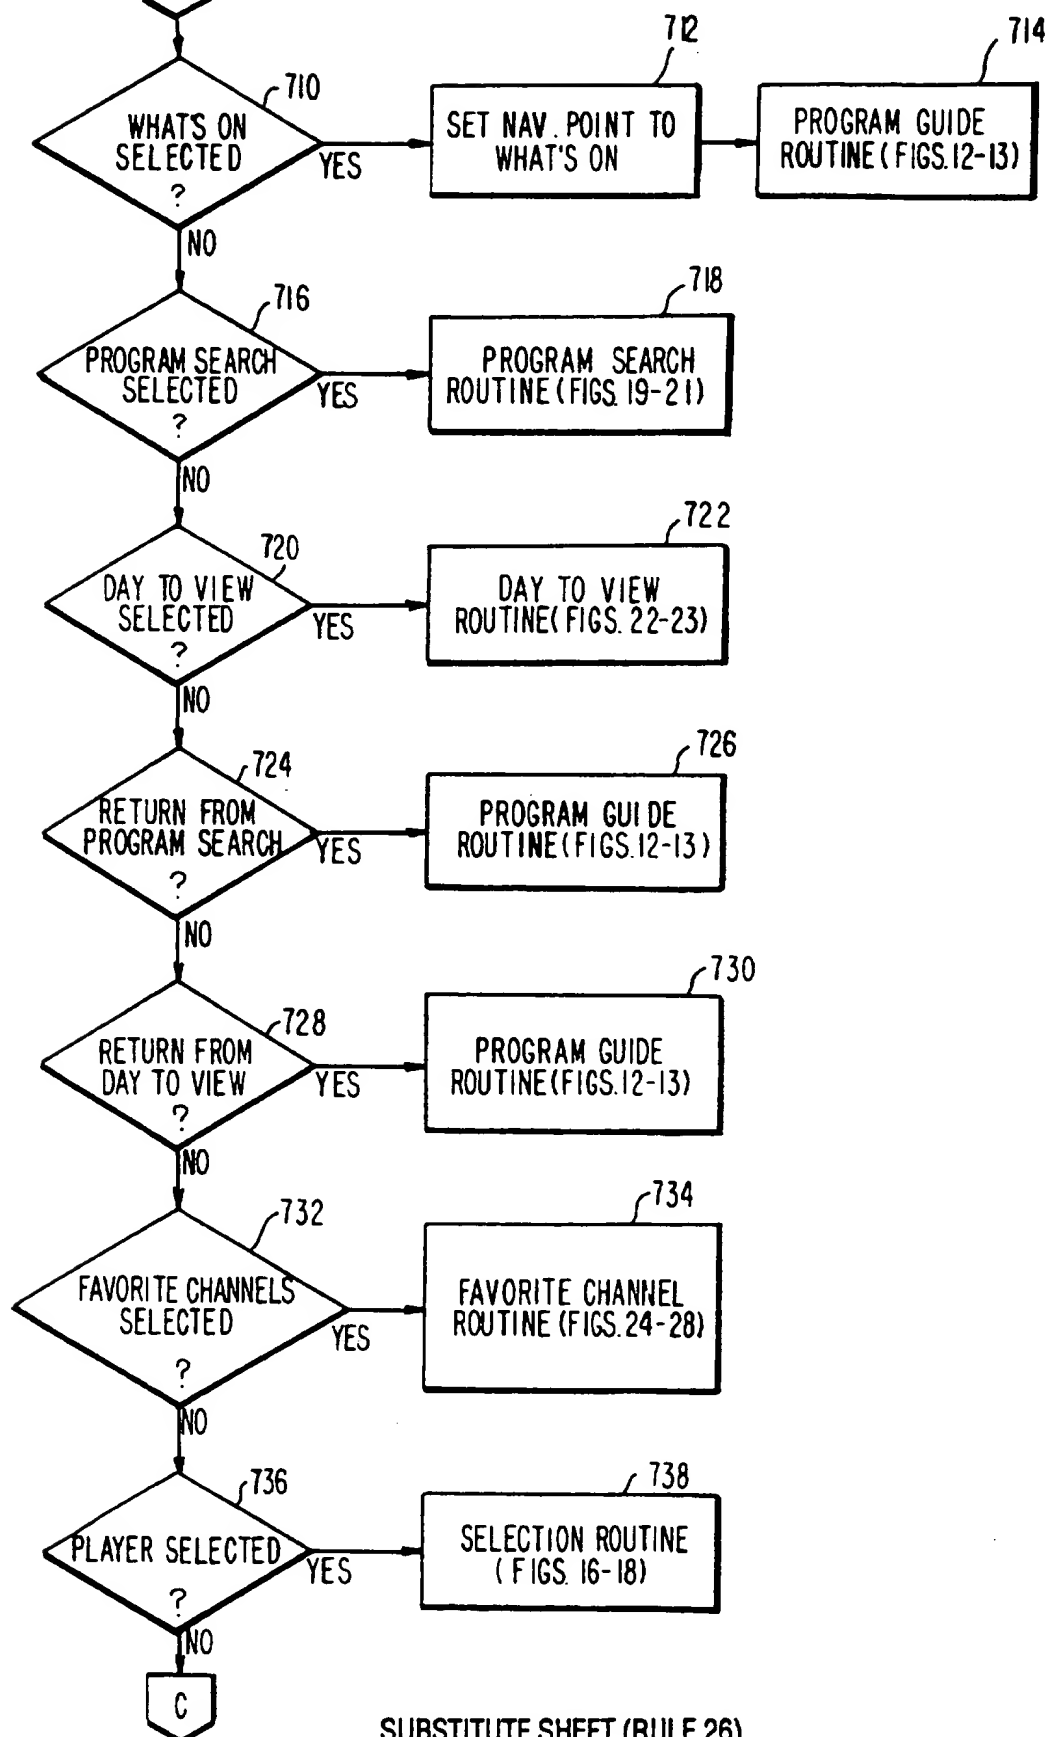 710
WHAT'S ON
SELECTED
?
YES
NO
712
SET NAV. POINT TO
WHAT'S ON
714
PROGRAM GUIDE
ROUTINE (FIGS. 12-13)
716
PROGRAM SEARCH
SELECTED
?
YES
NO
718
PROGRAM SEARCH
ROUTINE (FIGS. 19-21)
720
DAY TO VIEW
SELECTED
?
YES
NO
722
DAY TO VIEW
ROUTINE (FIGS. 22-23)
724
RETURN FROM
PROGRAM SEARCH
?
YES
NO
726
PROGRAM GUIDE
ROUTINE (FIGS. 12-13)
728
RETURN FROM
DAY TO VIEW
?
YES
NO
730
PROGRAM GUIDE
ROUTINE (FIGS. 12-13)
732
FAVORITE CHANNELS
SELECTED
?
YES
NO
734
FAVORITE CHANNEL
ROUTINE (FIGS. 24-28)
736
PLAYER SELECTED
?
YES
NO
738
SELECTION ROUTINE
(FIGS. 16-18)
C
SUBSTITUTE SHEET (RULE 26)